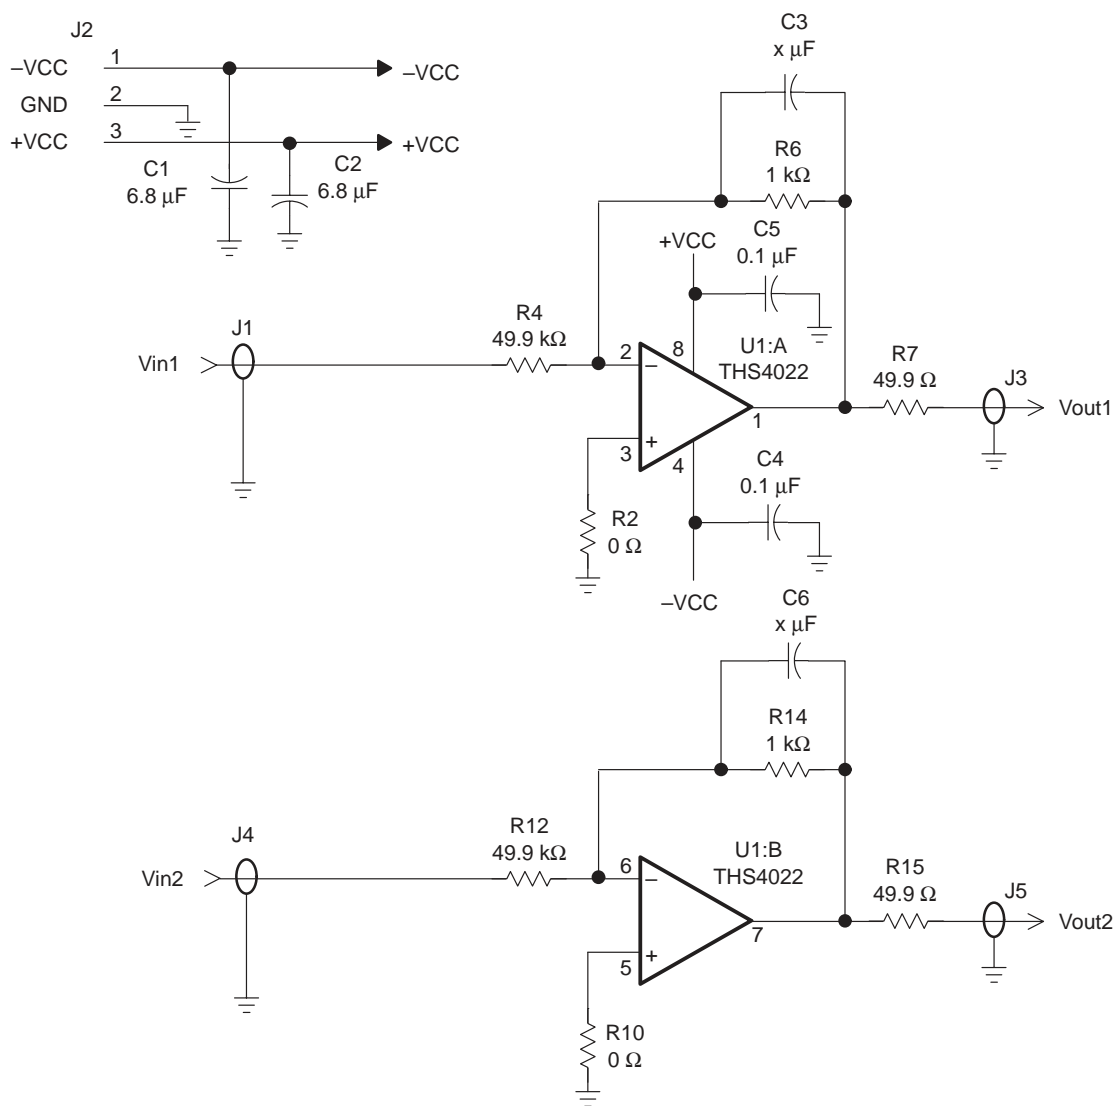 J2
–VCC
1
–VCC
GND
2
+VCC
3
+VCC
C1
6.8 μF
C2
6.8 μF
C3
x μF
R6
1 kΩ
C5
0.1 μF
+VCC
R4
49.9 kΩ
J1
Vin1
2
–
8
U1:A
THS4022
R7
49.9 Ω
J3
Vout1
1
+
3
4
C4
0.1 μF
R2
0 Ω
–VCC
C6
x μF
R14
1 kΩ
R12
49.9 kΩ
J4
Vin2
6
–
U1:B
THS4022
R15
49.9 Ω
J5
Vout2
7
+
5
R10
0 Ω